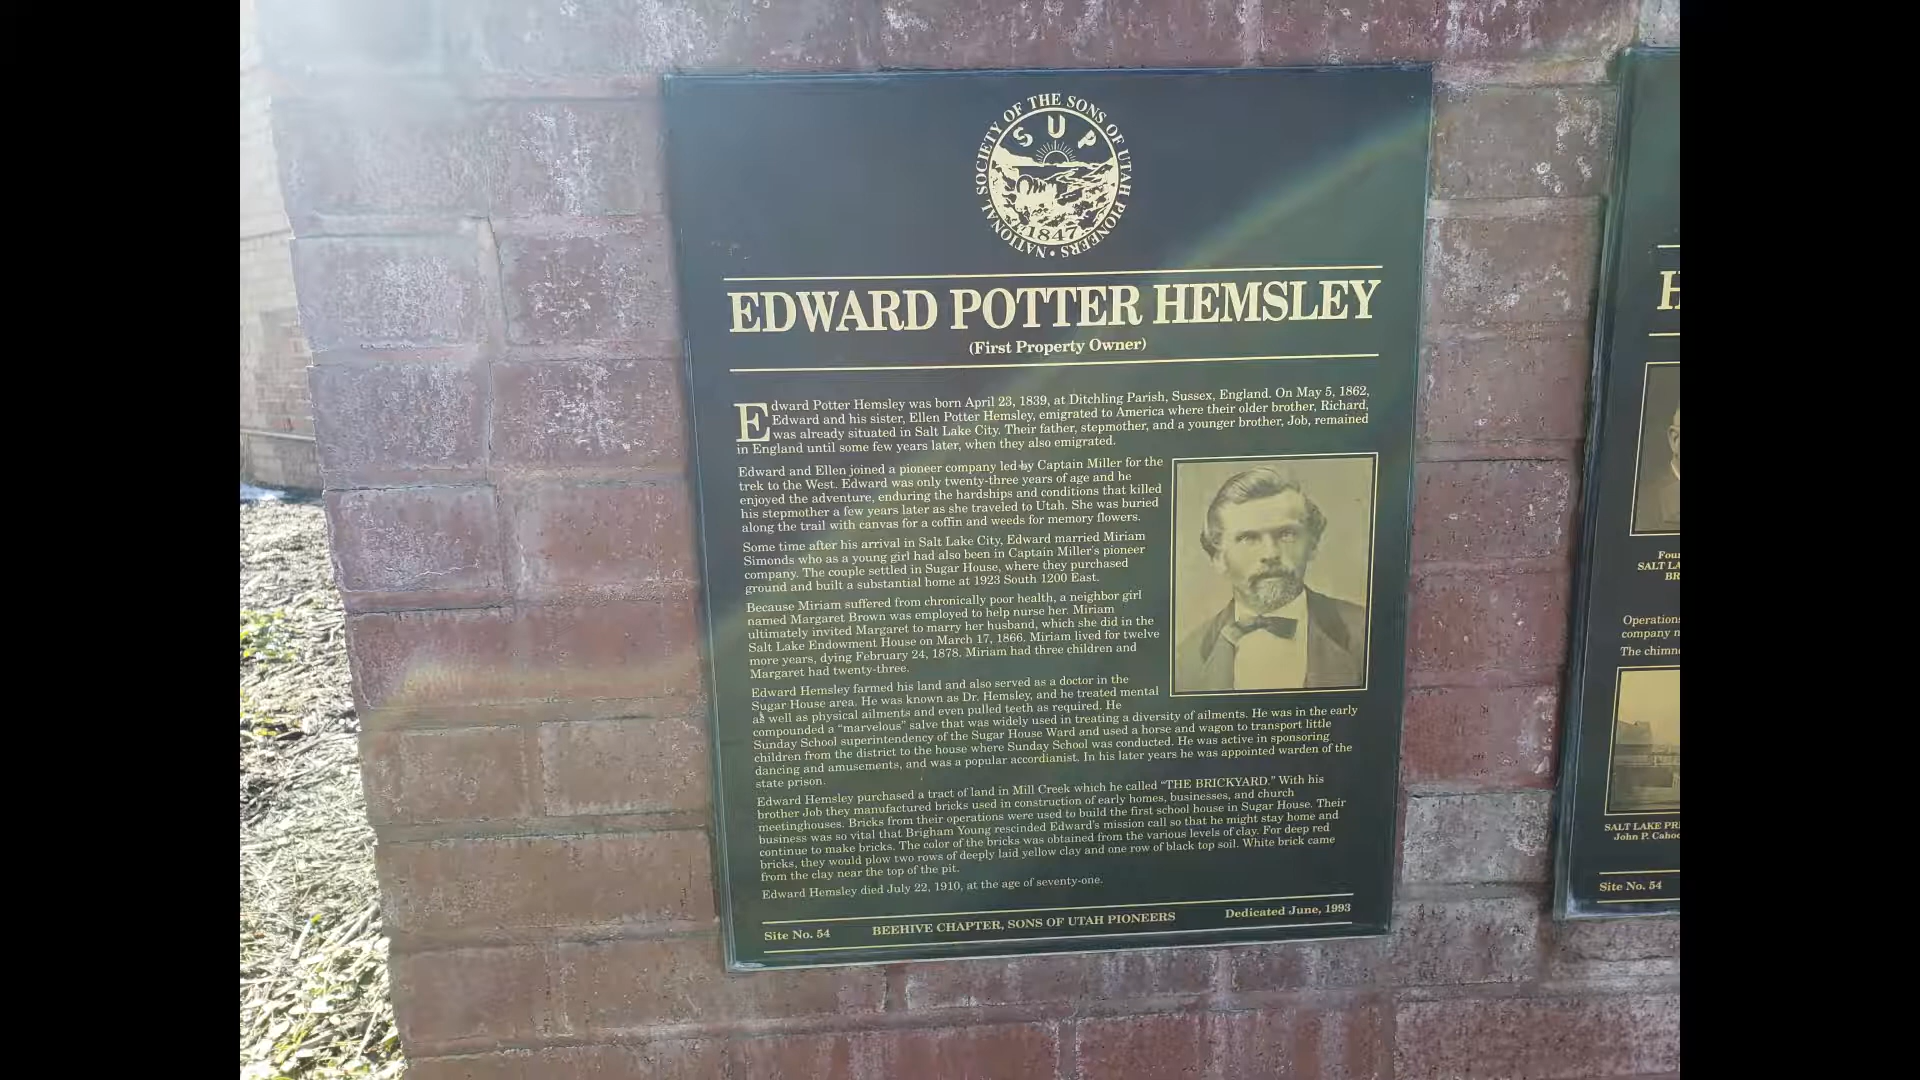 NATIONAL SOCIETY OF THE SONS OF UTAH PIONEERS
SUP
1847
EDWARD POTTER HEMSLEY
(First Property Owner)
Edward Potter Hemsley was born April 23, 1839, at Ditchling Parish, Sussex, England. On May 5, 1862,
Edward and his sister, Ellen Potter Hemsley, emigrated to America where their older brother, Richard,
was already situated in Salt Lake City. Their father, stepmother, and a younger brother, Job, remained
in England until some few years later, when they also emigrated.
Edward and Ellen joined a pioneer company led by Captain Miller for the
trek to the West. Edward was only twenty-three years of age and he
enjoyed the adventure, enduring the hardships and conditions that killed
his stepmother a few years later as she traveled to Utah. She was buried
along the trail with canvas for a coffin and weeds for memory flowers.
Some time after his arrival in Salt Lake City, Edward married Miriam
Simonds who as a young girl had also been in Captain Miller's pioneer
company. The couple settled in Sugar House, where they purchased
ground and built a substantial home at 1923 South 1200 East.
Because Miriam suffered from chronically poor health, a neighbor girl
named Margaret Brown was employed to help nurse her. Miriam
ultimately invited Margaret to marry her husband, which she did in the
Salt Lake Endowment House on March 17, 1866. Miriam lived for twelve
more years, dying February 24, 1878. Miriam had three children and
Margaret had twenty-three.
Edward Hemsley farmed his land and also served as a doctor in the
Sugar House area. He was known as Dr. Hemsley, and he treated mental
as well as physical ailments and even pulled teeth as required. He
compounded a "marvelous" salve that was widely used in treating a diversity of ailments. He was in the early
Sunday School superintendency of the Sugar House Ward and used a horse and wagon to transport little
children from the district to the house where Sunday School was conducted. He was active in sponsoring
dancing and amusements, and was a popular accordianist. In his later years he was appointed warden of the
state prison.
Edward Hemsley purchased a tract of land in Mill Creek which he called "THE BRICKYARD." With his
brother Job they manufactured bricks used in construction of early homes, businesses, and church
meetinghouses. Bricks from their operations were used to build the first school house in Sugar House. Their
business was so vital that Brigham Young rescinded Edward's mission call so that he might stay home and
continue to make bricks. The color of the bricks was obtained from the various levels of clay. For deep red
bricks, they would plow two rows of deeply laid yellow clay and one row of black top soil. White brick came
from the clay near the top of the pit.
Edward Hemsley died July 22, 1910, at the age of seventy-one.
Site No. 54 BEEHIVE CHAPTER, SONS OF UTAH PIONEERS Dedicated June, 1993
H
Fou
SALT LA
BR
Operation
company
The chimn
SALT LAKE PR
John P. Caho
Site No. 54